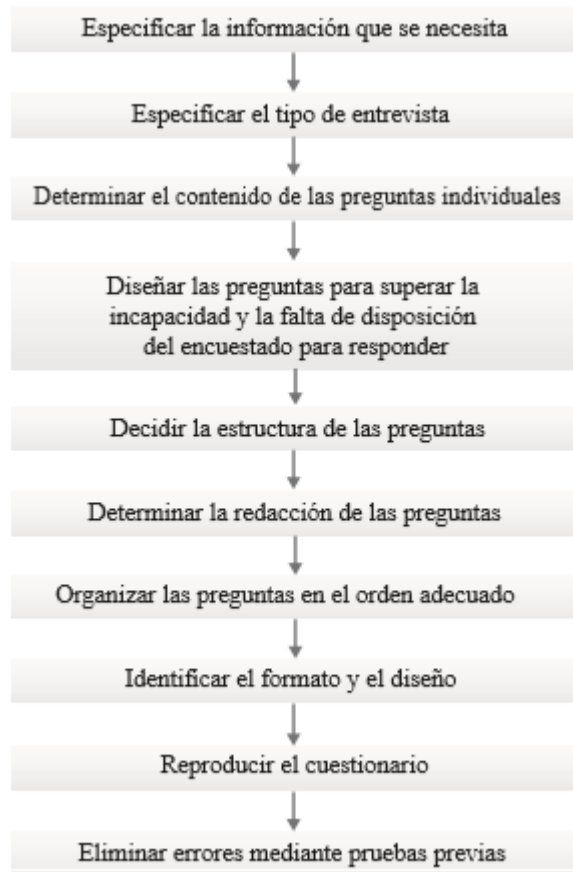 Especificar la información que se necesita
Especificar el tipo de entrevista
Determinar el contenido de las preguntas individuales
Diseñar las preguntas para superar la
incapacidad y la falta de disposición
del encuestado para responder
Decidir la estructura de las preguntas
Determinar la redacción de las preguntas
Organizar las preguntas en el orden adecuado
Identificar el formato y el diseño
Reproducir el cuestionario
Eliminar errores mediante pruebas previas